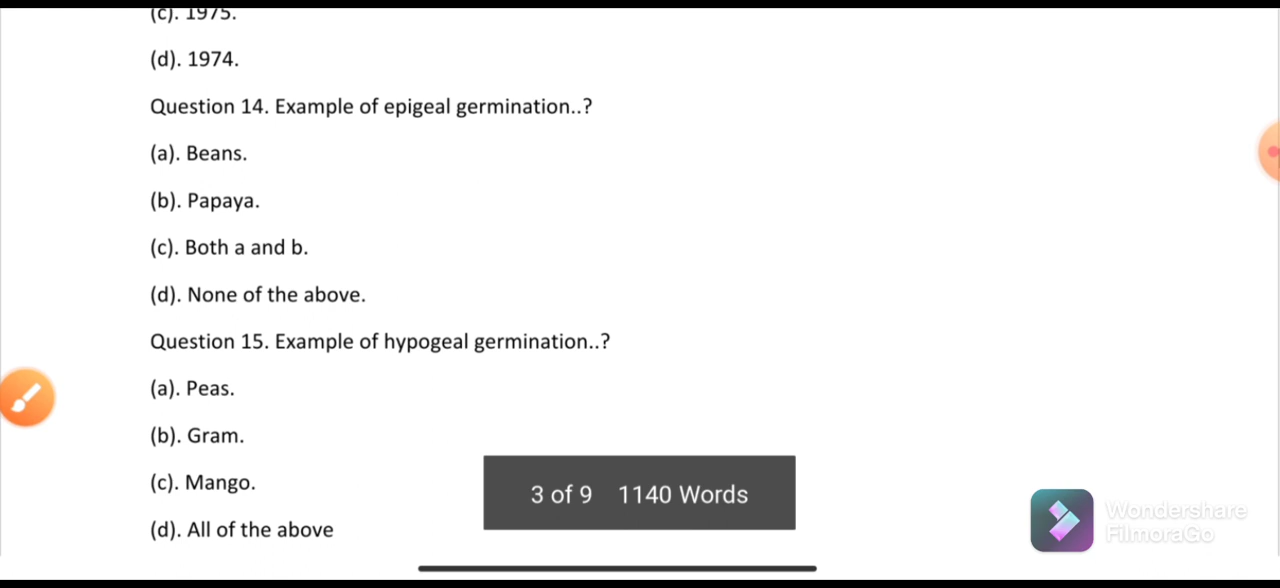 (c). 1975.
(d). 1974.
Question 14. Example of epigeal germination..?
(a). Beans.
(b). Papaya.
(c). Both a and b.
(d). None of the above.
Question 15. Example of hypogeal germination..?
(a). Peas.
(b). Gram.
(c). Mango.
(d). All of the above
3 of 9 1140 Words
Wondershare
FilmoraGo